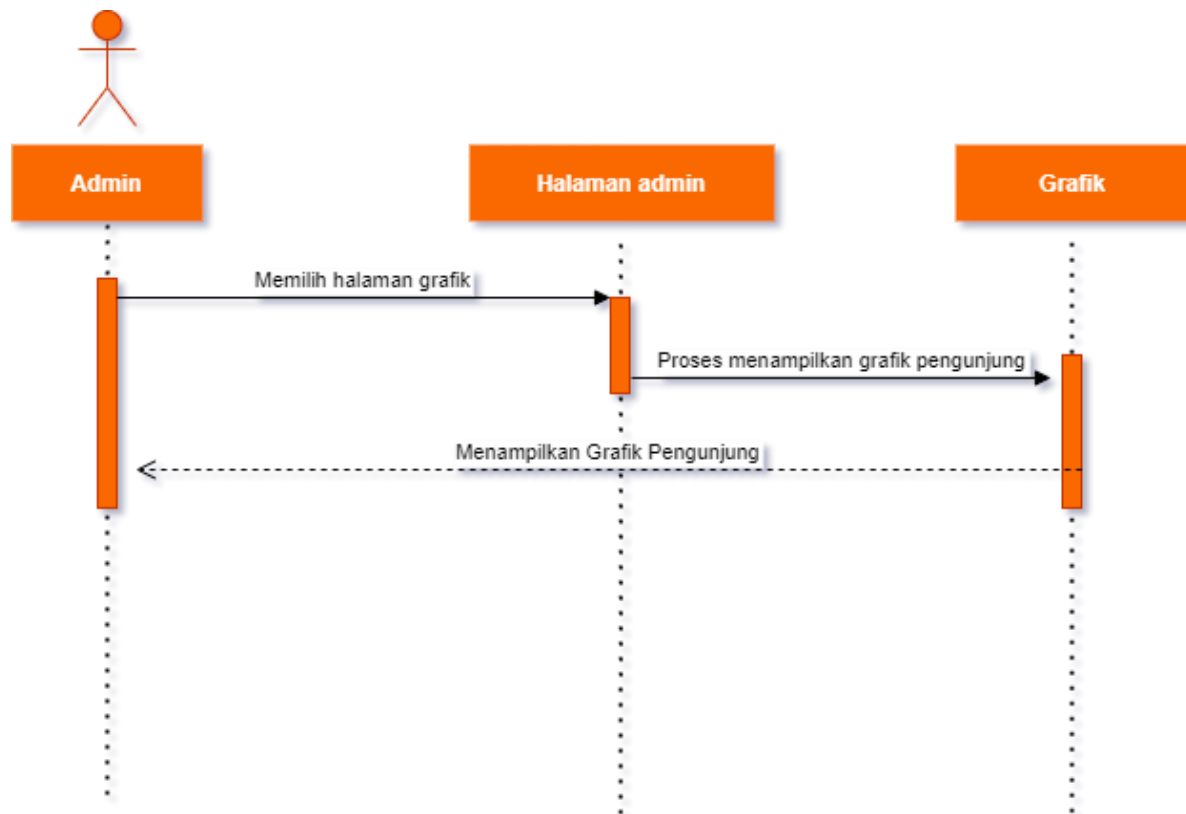 Admin
Halaman admin
Grafik
Memilih halaman grafik
Proses menampilkan grafik pengunjung
Menampilkan Grafik Pengunjung